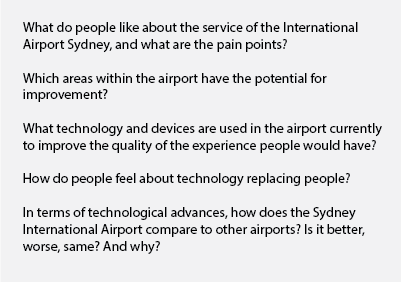 What do people like about the service of the International
Airport Sydney, and what are the pain points?
Which areas within the airport have the potential for
improvement?
What technology and devices are used in the airport currently
to improve the quality of the experience people would have?
How do people feel about technology replacing people?
In terms of technological advances, how does the Sydney
International Airport compare to other airports? Is it better,
worse, same? And why?